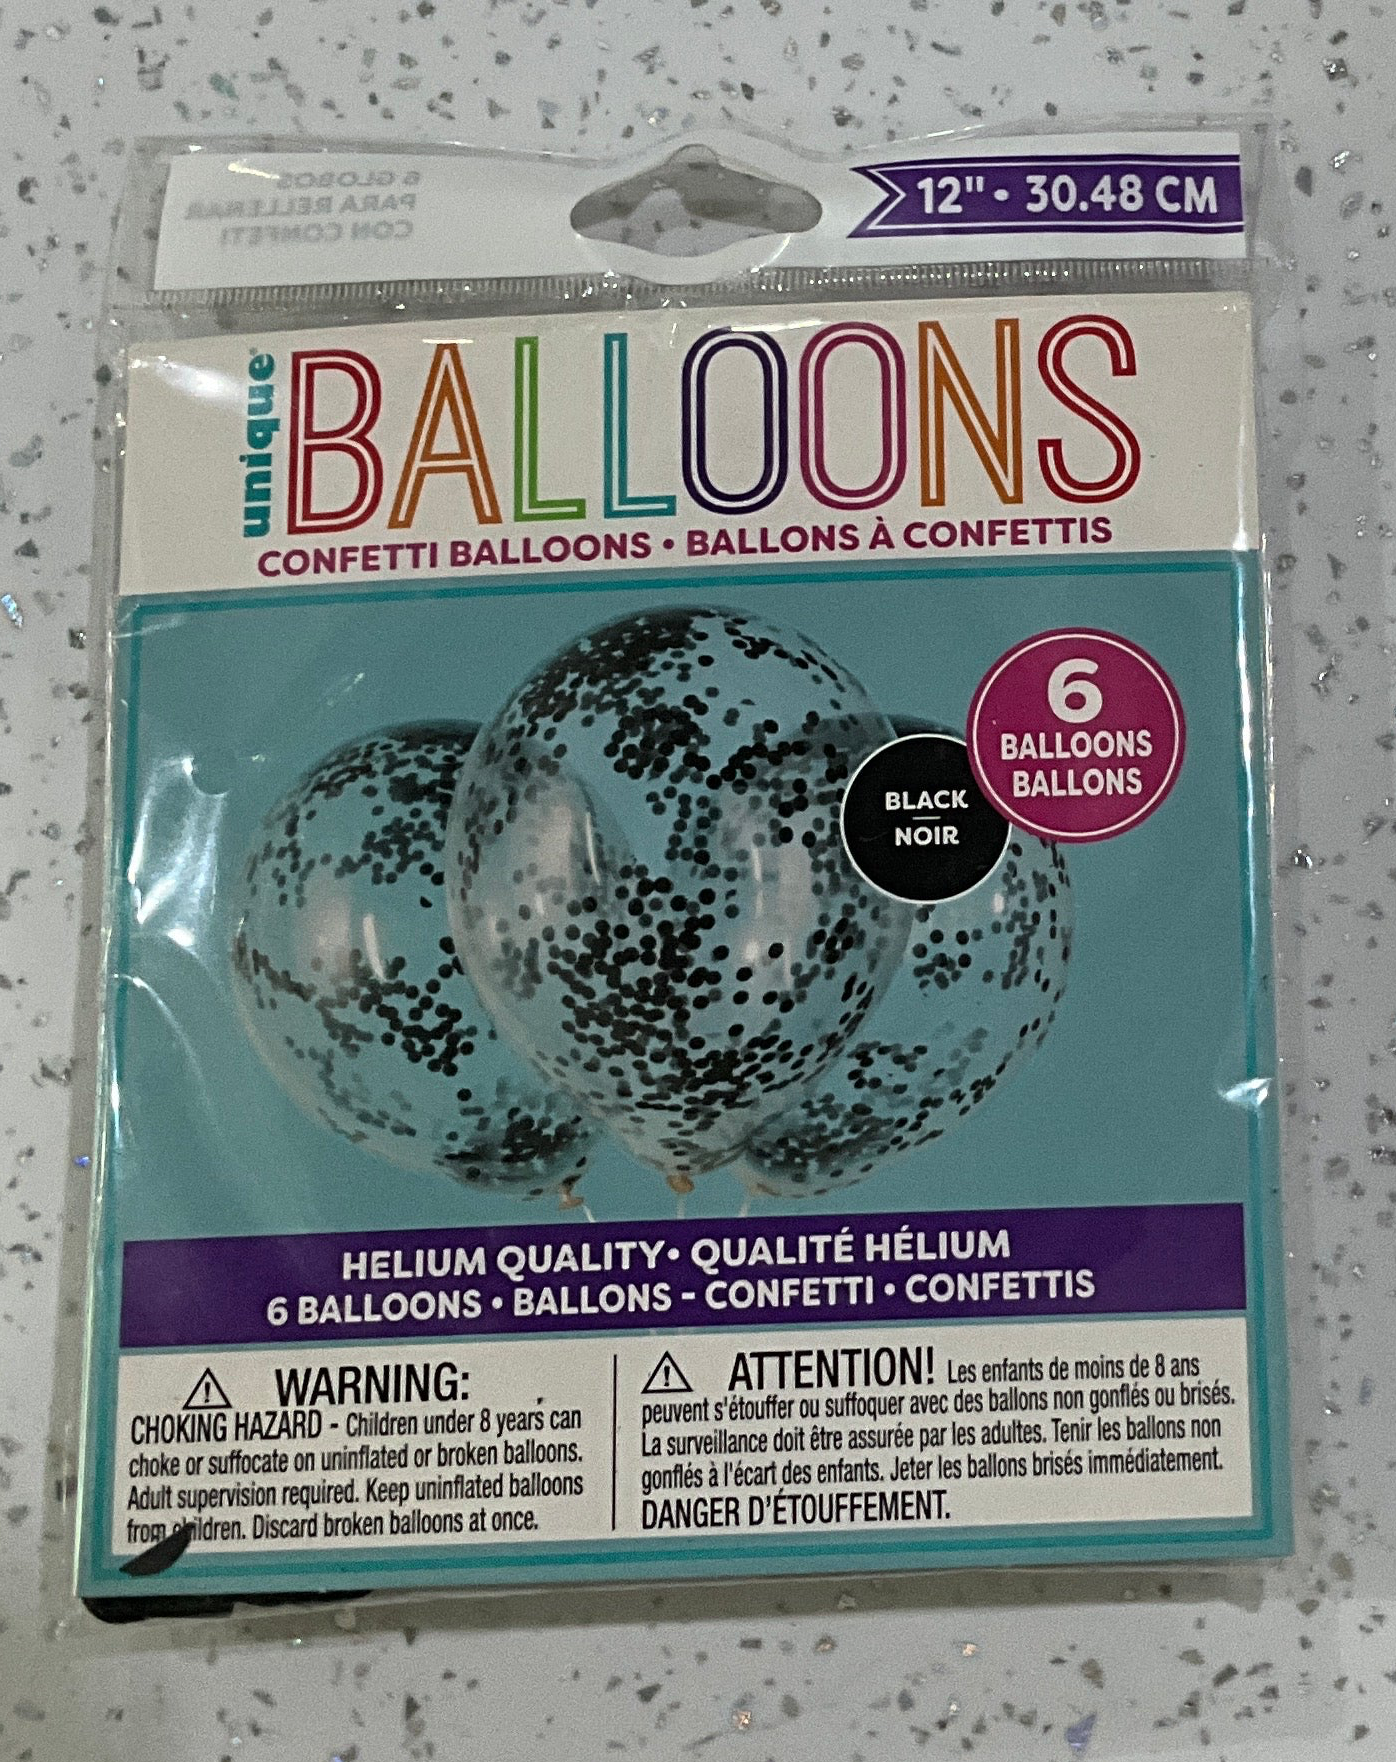 6 GLOBOS
PARA RELLENAR
CON CONFETI
12" • 30.48 CM
unique®
BALLOONS
CONFETTI BALLOONS • BALLONS À CONFETTIS
6
BALLOONS
BALLONS
BLACK
NOIR
HELIUM QUALITY • QUALITÉ HÉLIUM
6 BALLOONS • BALLONS - CONFETTI • CONFETTIS
WARNING:
CHOKING HAZARD - Children under 8 years can
choke or suffocate on uninflated or broken balloons.
Adult supervision required. Keep uninflated balloons
from children. Discard broken balloons at once.
ATTENTION! Les enfants de moins de 8 ans
peuvent s'étouffer ou suffoquer avec des ballons non gonflés ou brisés.
La surveillance doit être assurée par les adultes. Tenir les ballons non
gonflés à l'écart des enfants. Jeter les ballons brisés immédiatement.
DANGER D'ÉTOUFFEMENT.